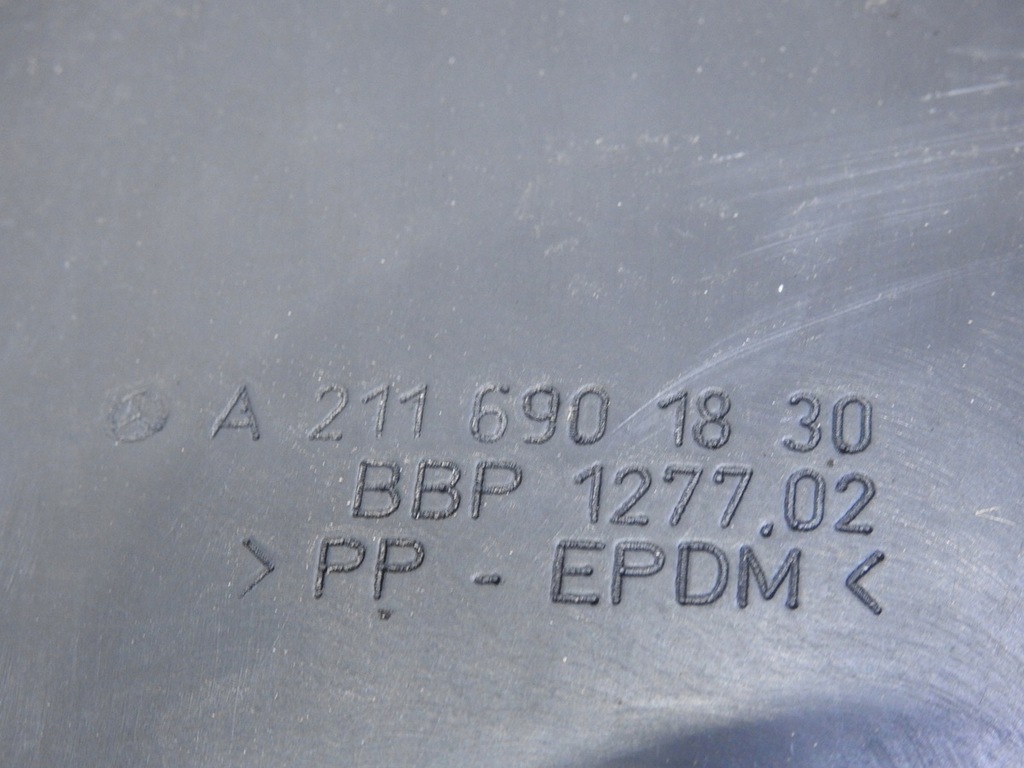 A 211 690 18 30
BBP 1277.02
> PP - EPDM <